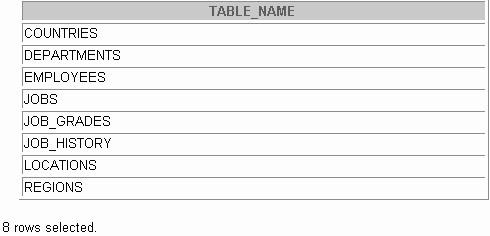 TABLE_NAME
COUNTRIES
DEPARTMENTS
EMPLOYEES
JOBS
JOB_GRADES
JOB_HISTORY
LOCATIONS
REGIONS
8 rows selected.